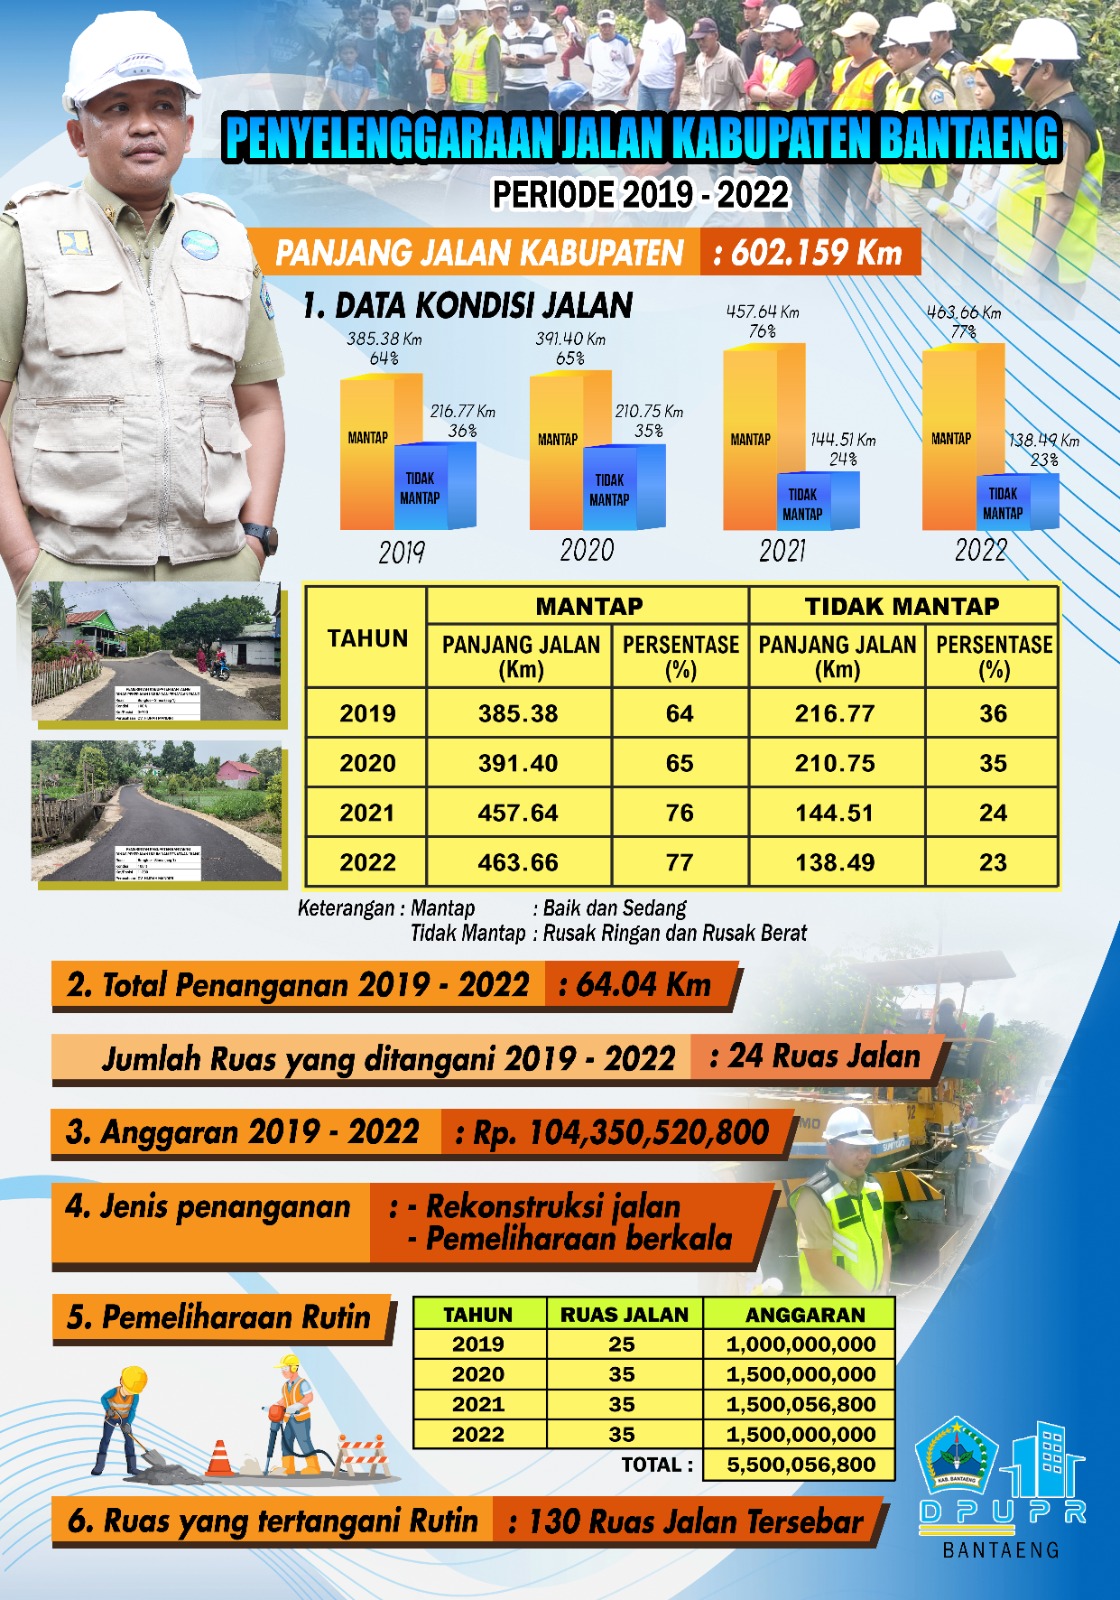 PENYELENGGARAAN JALAN KABUPATEN BANTAENG
PERIODE 2019 - 2022
PANJANG JALAN KABUPATEN : 602.159 Km
1. DATA KONDISI JALAN
385.38 Km
64%
MANTAP
216.77 Km
36%
TIDAK
MANTAP
2019
391.40 Km
65%
MANTAP
210.75 Km
35%
TIDAK
MANTAP
2020
457.64 Km
76%
MANTAP
144.51 Km
24%
TIDAK
MANTAP
2021
463.66 Km
77%
MANTAP
138.49 Km
23%
TIDAK
MANTAP
2022
TAHUN MANTAP TIDAK MANTAP
PANJANG JALAN (Km) PERSENTASE (%) PANJANG JALAN (Km) PERSENTASE (%)
2019 385.38 64 216.77 36
2020 391.40 65 210.75 35
2021 457.64 76 144.51 24
2022 463.66 77 138.49 23
Keterangan : Mantap : Baik dan Sedang
Tidak Mantap : Rusak Ringan dan Rusak Berat
2. Total Penanganan 2019 - 2022 : 64.04 Km
Jumlah Ruas yang ditangani 2019 - 2022 : 24 Ruas Jalan
3. Anggaran 2019 - 2022 : Rp. 104,350,520,800
4. Jenis penanganan : - Rekonstruksi jalan
- Pemeliharaan berkala
5. Pemeliharaan Rutin
TAHUN RUAS JALAN ANGGARAN
2019 25 1,000,000,000
2020 35 1,500,000,000
2021 35 1,500,056,800
2022 35 1,500,000,000
TOTAL : 5,500,056,800
6. Ruas yang tertangani Rutin : 130 Ruas Jalan Tersebar
KAB. BANTAENG
DPUPR
BANTAENG